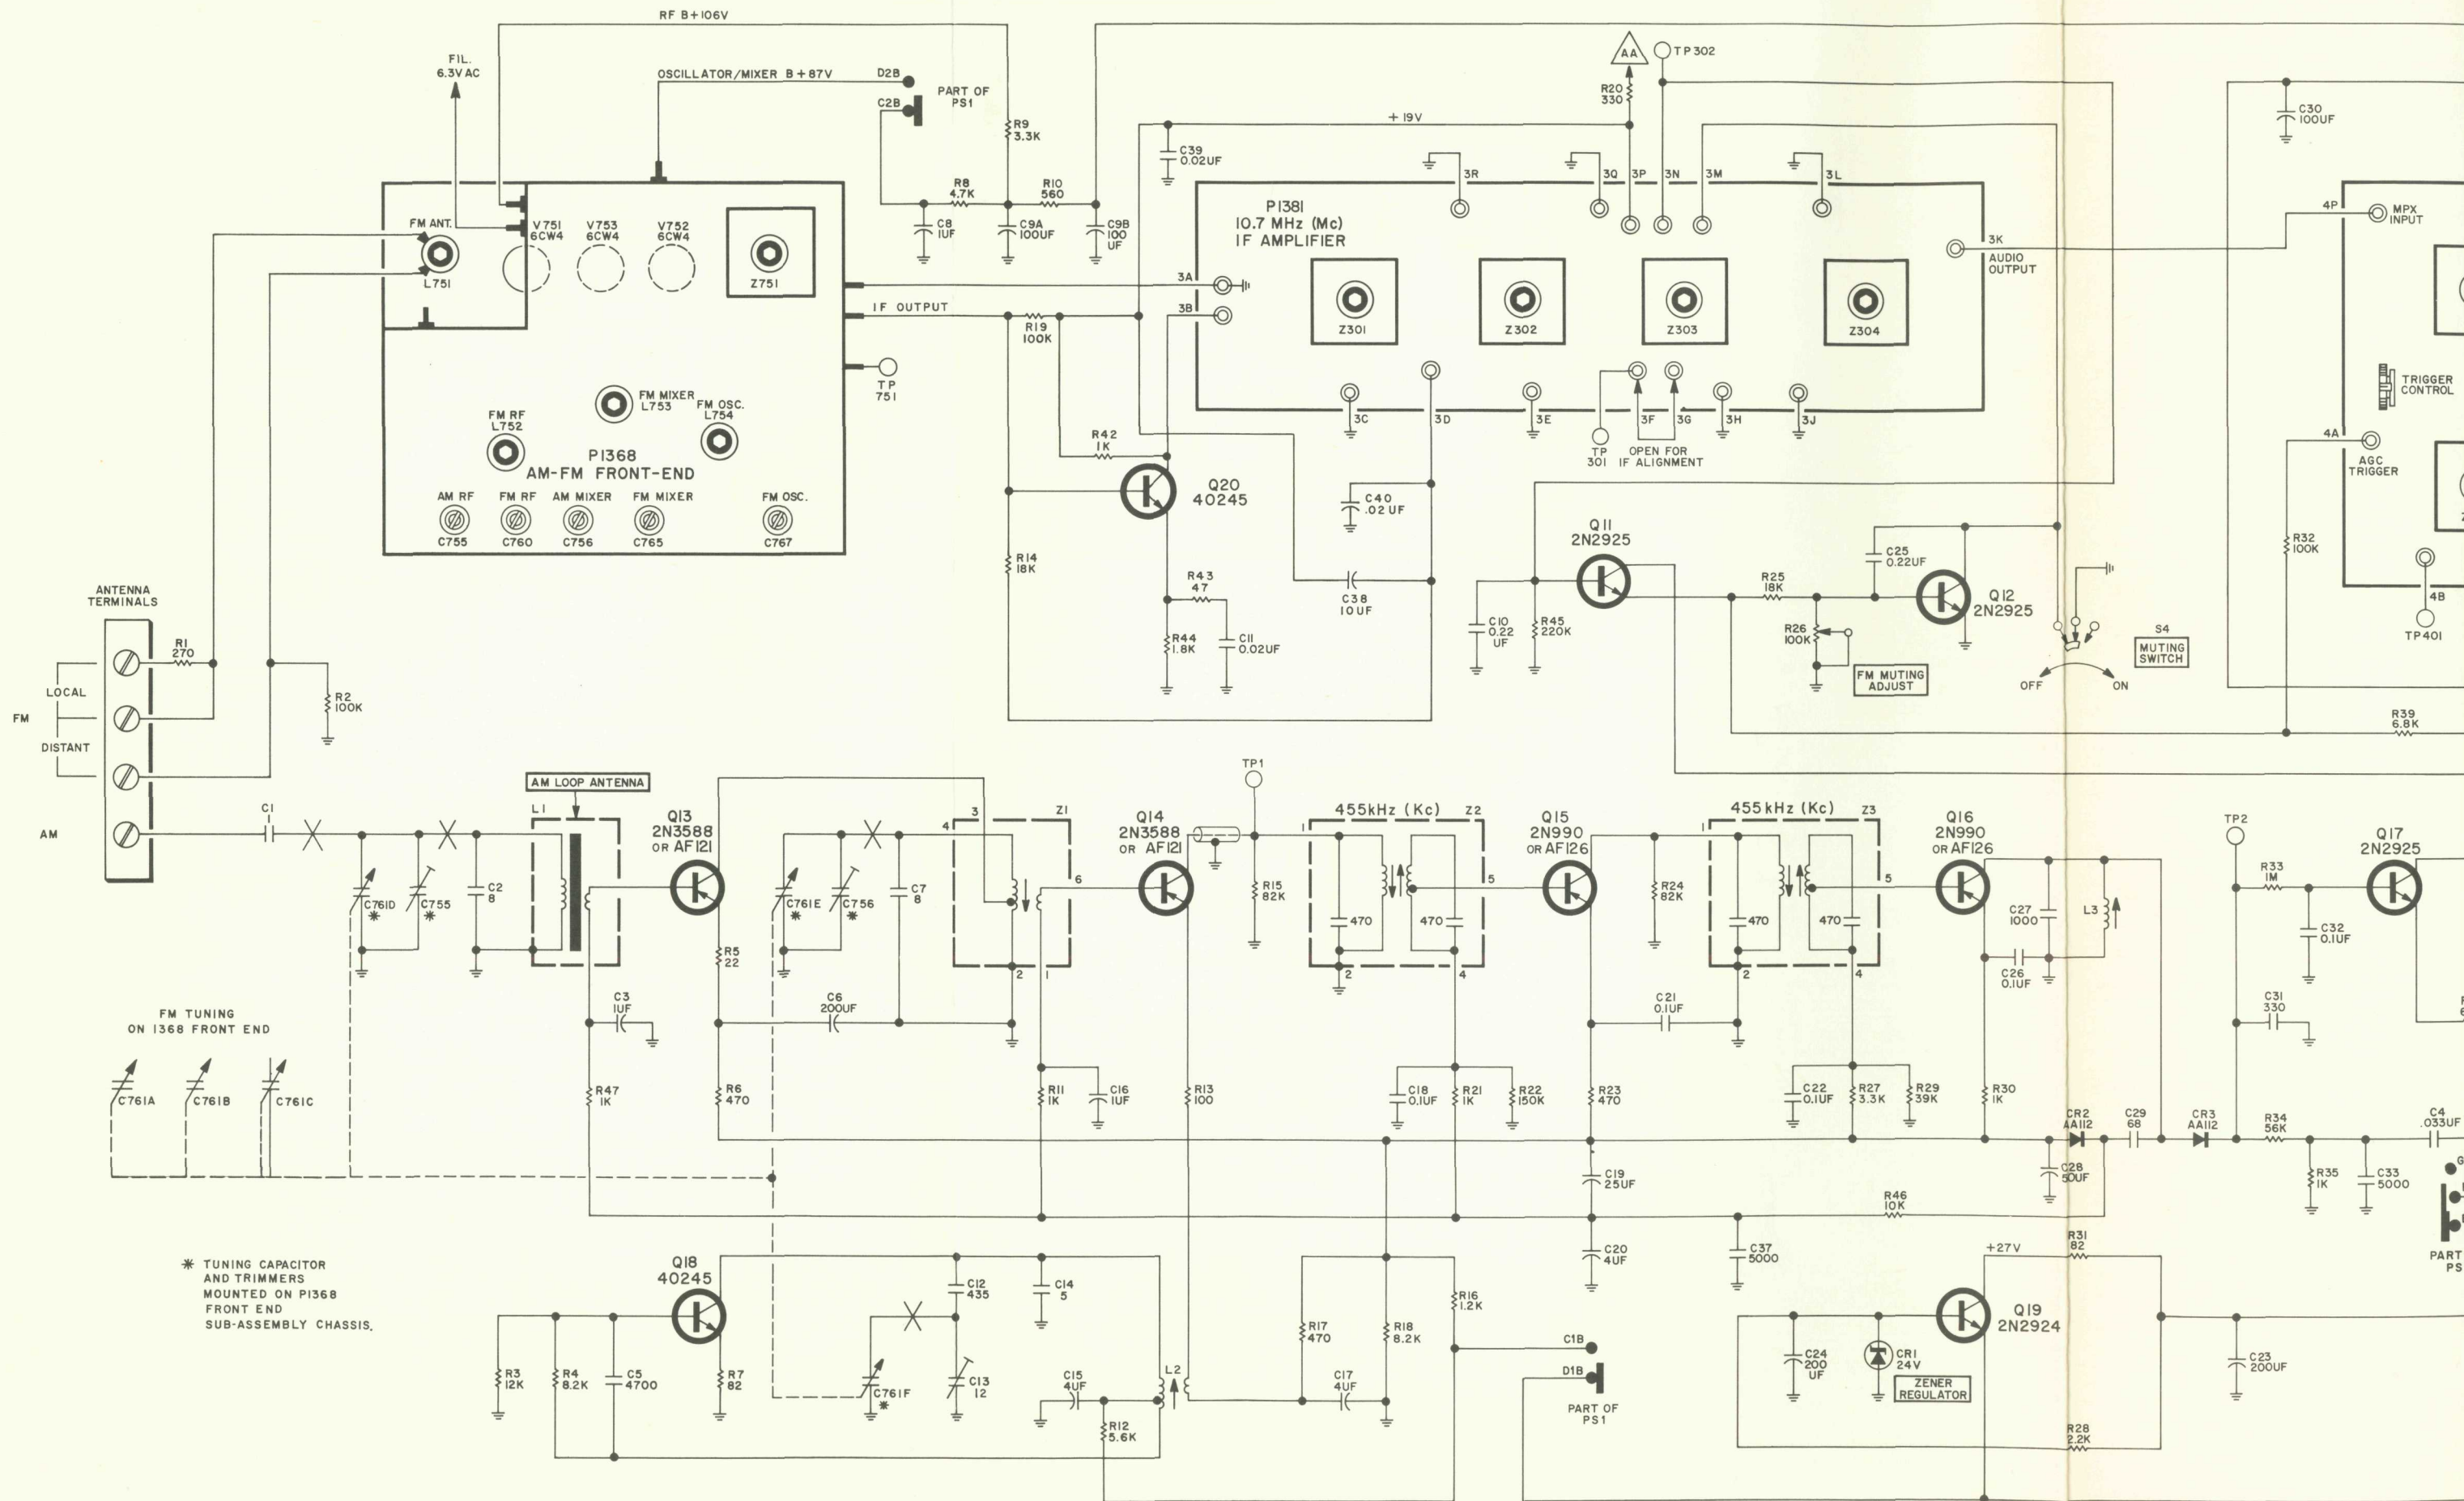 RF B+106V
FIL.
6.3V AC
OSCILLATOR/MIXER B+87V
D2B
C2B
PART OF
PS1
R9
3.3K
R8
4.7K
R10
560
C8
1UF
C9A
100UF
C9B
100
UF
C39
0.02UF
+19V
AA
TP302
R20
330
C30
100UF
FM ANT.
L751
V751
6CW4
V753
6CW4
V752
6CW4
Z751
IF OUTPUT
TP
751
FM MIXER
L753
FM OSC.
L754
FM RF
L752
P1368
AM-FM FRONT-END
AM RF
FM RF
AM MIXER
FM MIXER
FM OSC.
C755
C760
C756
C765
C767
P1381
10.7 MHz (Mc)
IF AMPLIFIER
3R
3Q
3P
3N
3M
3L
3K
AUDIO
OUTPUT
3A
3B
Z301
Z302
Z303
Z304
3C
3D
3E
3F
3G
3H
3J
TP
301
OPEN FOR
IF ALIGNMENT
4P
MPX
INPUT
TRIGGER
CONTROL
4A
AGC
TRIGGER
4B
TP401
R19
100K
R42
1K
Q20
40245
R14
18K
R43
47
R44
1.8K
C11
0.02UF
C40
.02UF
C38
10UF
Q11
2N2925
C10
0.22
UF
R45
220K
R25
18K
C25
0.22UF
R26
100K
Q12
2N2925
FM MUTING
ADJUST
S4
MUTING
SWITCH
OFF
ON
R32
100K
R39
6.8K
ANTENNA
TERMINALS
R1
270
R2
100K
LOCAL
FM
DISTANT
AM
C1
AM LOOP ANTENNA
L1
C761D
*
C755
*
C2
8
Q13
2N3588
OR AF121
R5
22
C761E
*
C756
*
C7
8
3
4
Z1
6
2
1
Q14
2N3588
OR AF121
TP1
R15
82K
455kHz (Kc)
Z2
1
470
470
5
2
4
Q15
2N990
OR AF126
R24
82K
455kHz (Kc)
Z3
1
470
470
5
2
4
Q16
2N990
OR AF126
C27
1000
L3
C26
0.1UF
TP2
R33
1M
C32
0.1UF
Q17
2N2925
C31
330
C3
1UF
C6
200UF
C21
0.1UF
FM TUNING
ON 1368 FRONT END
C761A
C761B
C761C
R47
1K
R6
470
R11
1K
C16
1UF
R13
100
C18
0.1UF
R21
1K
R22
150K
R23
470
C22
0.1UF
R27
3.3K
R29
39K
R30
1K
CR2
AA112
C29
68
CR3
AA112
R34
56K
C4
.033UF
C28
50UF
R35
1K
C33
5000
C19
25UF
R46
10K
C20
4UF
C37
5000
+27V
R31
82
PART
PS
* TUNING CAPACITOR
AND TRIMMERS
MOUNTED ON P1368
FRONT END
SUB-ASSEMBLY CHASSIS.
Q18
40245
R3
12K
R4
8.2K
C5
4700
R7
82
C12
435
C14
5
C761F
*
C13
12
C15
4UF
L2
R12
5.6K
R17
470
C17
4UF
R18
8.2K
R16
1.2K
C1B
D1B
PART OF
PS1
C24
200
UF
CR1
24V
ZENER
REGULATOR
Q19
2N2924
R28
2.2K
C23
200UF